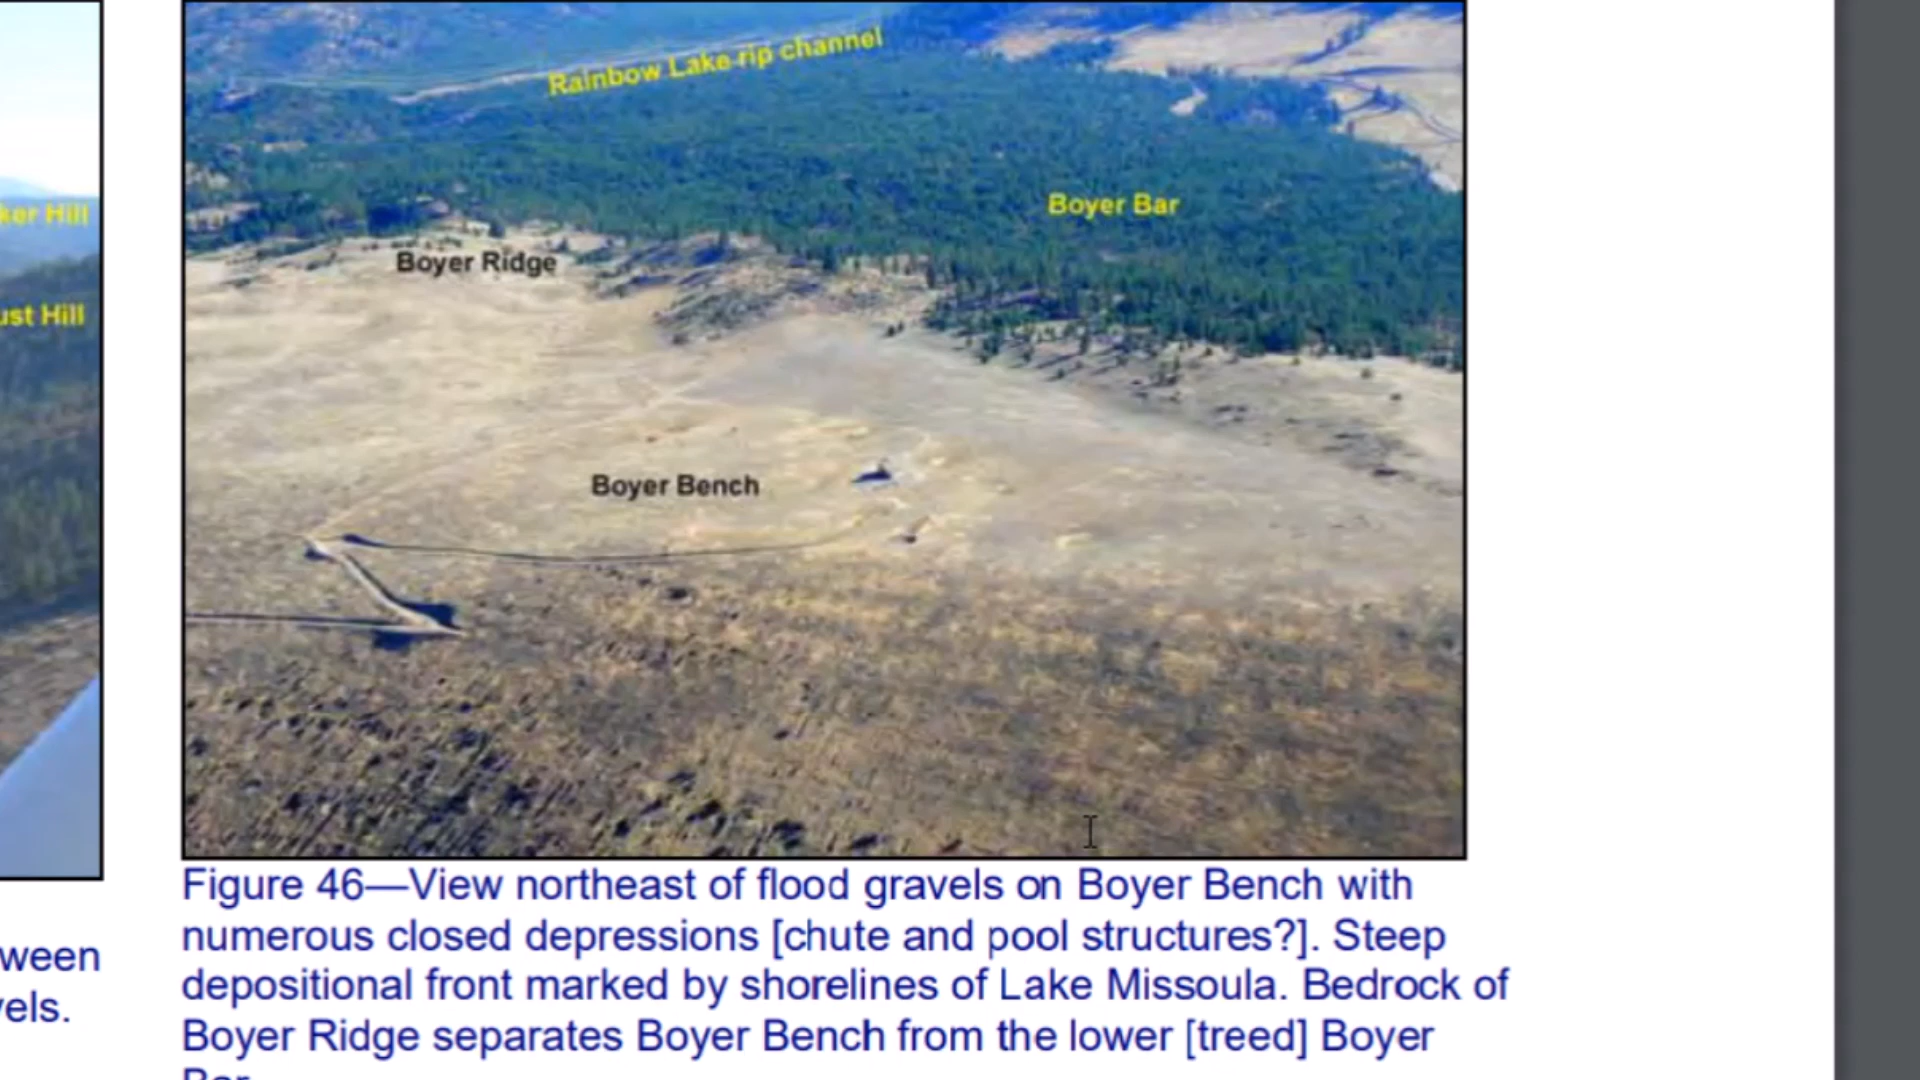 ker Hill
ust Hill
ween
vels.
Rainbow Lake rip channel
Boyer Bar
Boyer Ridge
Boyer Bench
Figure 46—View northeast of flood gravels on Boyer Bench with
numerous closed depressions [chute and pool structures?]. Steep
depositional front marked by shorelines of Lake Missoula. Bedrock of
Boyer Ridge separates Boyer Bench from the lower [treed] Boyer
Bar